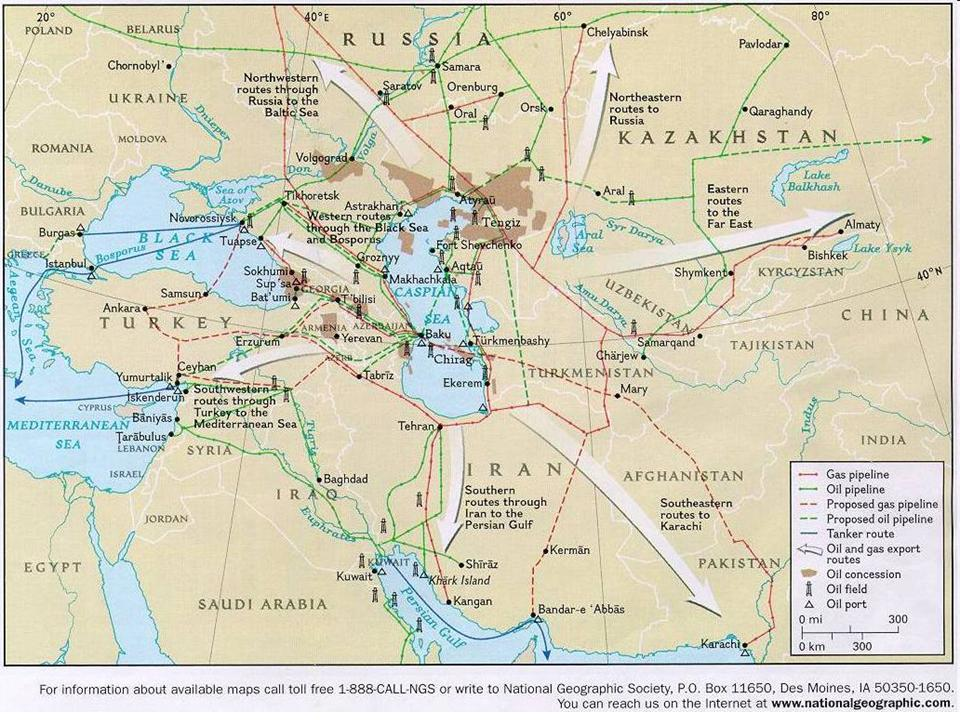 20°
40°E
60°
80°
POLAND
BELARUS
RUSSIA
Chelyabinsk
Pavlodar
Chornobyl'
Samara
Northwestern
routes through
Russia to the
Baltic Sea
Saratov
Orenburg
Oral
Orsk
Northeastern
routes to
Russia
Qaraghandy
UKRAINE
Dnieper
KAZAKHSTAN
MOLDOVA
ROMANIA
Volgograd
Volga
Don
Lake
Balkhash
Danube
Sea of
Azov
Tikhoretsk
Astrakhan
Atyraū
Aral
Eastern
routes
to the
Far East
BULGARIA
Novorossiysk
Western routes
through the Black Sea
and Bosporus
Tengiz
Syr Darya
Burgas
BLACK
SEA
Tuapse
Fort Shevchenko
Aral
Sea
Almaty
Bishkek
Lake Ysyk
GREECE
Istanbul
Bosporus
Groznyy
Aqtaū
Makhachkala
Shymkent
KYRGYZSTAN
40°N
Sokhumi
Sup'sa
GEORGIA
Bat'umi
T'bilisi
CASPIAN
SEA
Amu Darya
UZBEKISTAN
Samsun
Ankara
TURKEY
ARMENIA
AZERBAIJAN
Baku
CHINA
Aegean Sea
Erzurum
Yerevan
AZERB.
Chirag
Türkmenbashy
Samarqand
Chärjew
TAJIKISTAN
Ceyhan
Yumurtalik
Iskenderun
Tabrīz
Ekerem
TURKMENISTAN
Mary
CYPRUS
Southwestern
routes through
Turkey to the
Mediterranean Sea
Bāniyās
MEDITERRANEAN
SEA
Tarābulus
LEBANON
Tehran
Indus
SYRIA
Tigris
INDIA
ISRAEL
IRAN
AFGHANISTAN
Baghdad
IRAQ
Southern
routes through
Iran to the
Persian Gulf
Southeastern
routes to
Karachi
JORDAN
Euphrates
Kermān
EGYPT
KUWAIT
Kuwait
Shīrāz
Khārk Island
PAKISTAN
SAUDI ARABIA
Kangan
Persian Gulf
Bandar-e 'Abbās
Karachi
Gas pipeline
Oil pipeline
Proposed gas pipeline
Proposed oil pipeline
Tanker route
Oil and gas export
routes
Oil concession
Oil field
Oil port
0 mi 300
0 km 300
For information about available maps call toll free 1-888-CALL-NGS or write to National Geographic Society, P.O. Box 11650, Des Moines, IA 50350-1650.
You can reach us on the Internet at www.nationalgeographic.com.